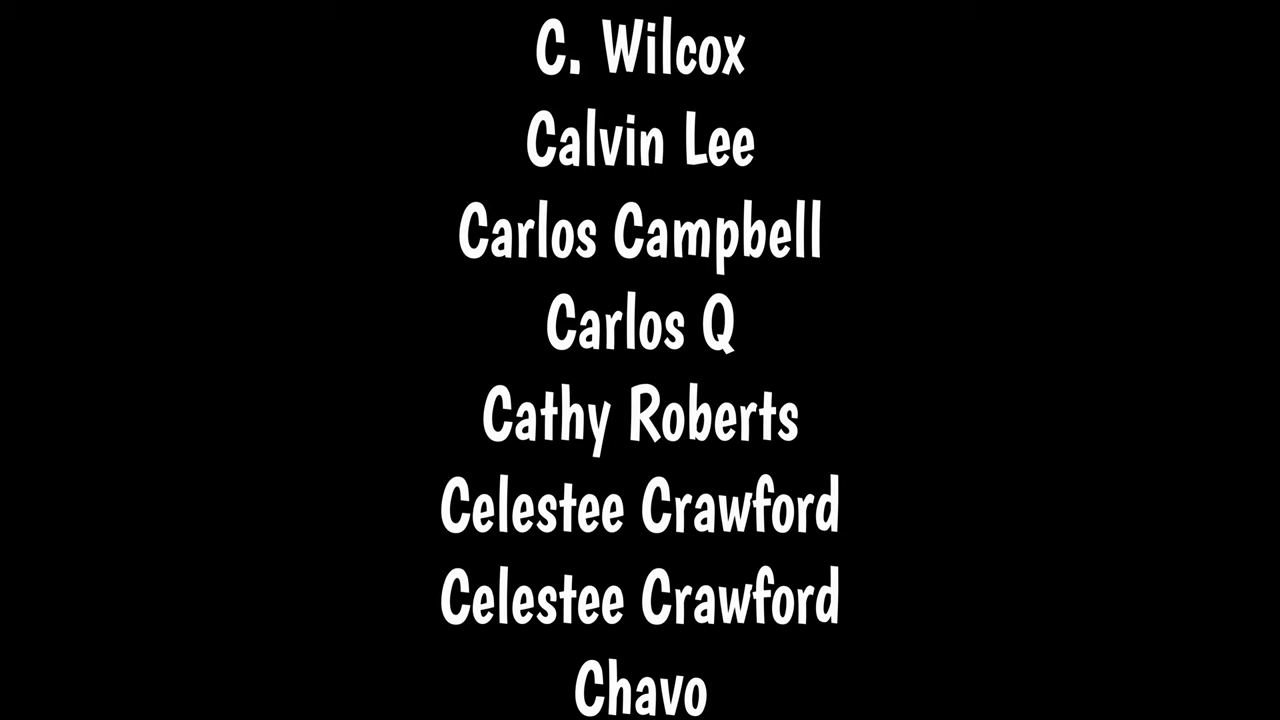 C. Wilcox
Calvin Lee
Carlos Campbell
Carlos Q
Cathy Roberts
Celestee Crawford
Celestee Crawford
Chavo